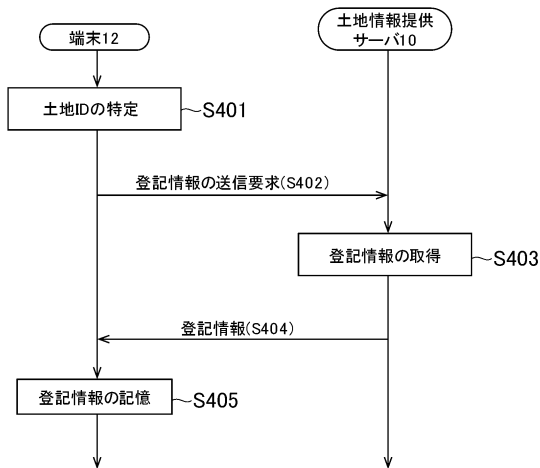 端末12
土地情報提供
サーバ10
土地IDの特定
S401
登記情報の送信要求(S402)
登記情報の取得
S403
登記情報(S404)
登記情報の記憶
S405